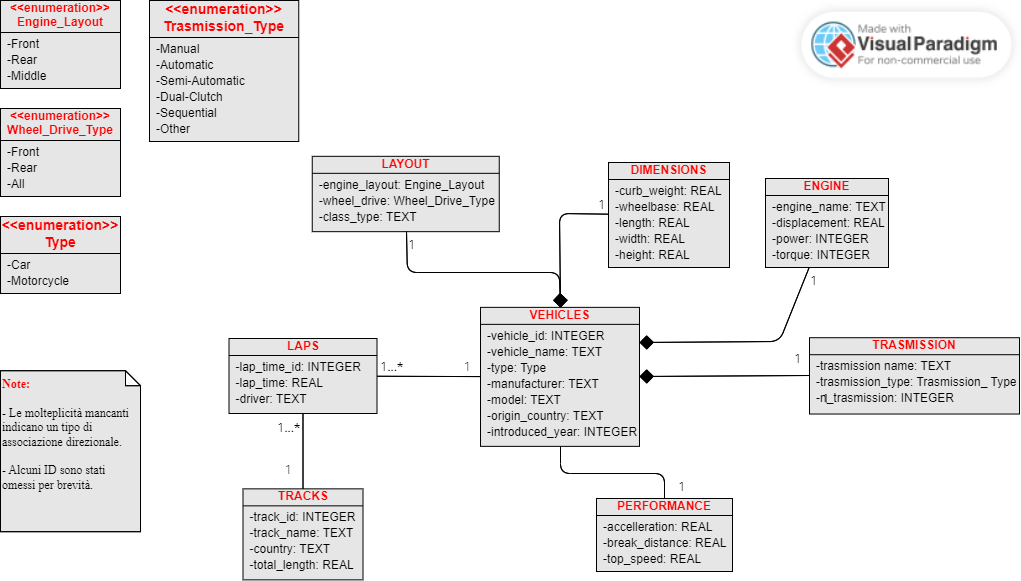 <<enumeration>>
Engine_Layout
-Front
-Rear
-Middle
<<enumeration>>
Trasmission_Type
-Manual
-Automatic
-Semi-Automatic
-Dual-Clutch
-Sequential
-Other
Made with
VisualParadigm
For non-commercial use
<<enumeration>>
Wheel_Drive_Type
-Front
-Rear
-All
<<enumeration>>
Type
-Car
-Motorcycle
LAYOUT
-engine_layout: Engine_Layout
-wheel_drive: Wheel_Drive_Type
-class_type: TEXT
1
DIMENSIONS
-curb_weight: REAL
-wheelbase: REAL
-length: REAL
-width: REAL
-height: REAL
1
ENGINE
-engine_name: TEXT
-displacement: REAL
-power: INTEGER
-torque: INTEGER
1
VEHICLES
-vehicle_id: INTEGER
-vehicle_name: TEXT
-type: Type
-manufacturer: TEXT
-model: TEXT
-origin_country: TEXT
-introduced_year: INTEGER
LAPS
-lap_time_id: INTEGER
-lap_time: REAL
-driver: TEXT
1...*
1
1
TRASMISSION
-trasmission name: TEXT
-trasmission_type: Trasmission_ Type
-n_trasmission: INTEGER
Note:
- Le molteplicità mancanti
indicano un tipo di
associazione direzionale.
- Alcuni ID sono stati
omessi per brevità.
1...*
1
TRACKS
-track_id: INTEGER
-track_name: TEXT
-country: TEXT
-total_length: REAL
1
PERFORMANCE
-accelleration: REAL
-break_distance: REAL
-top_speed: REAL